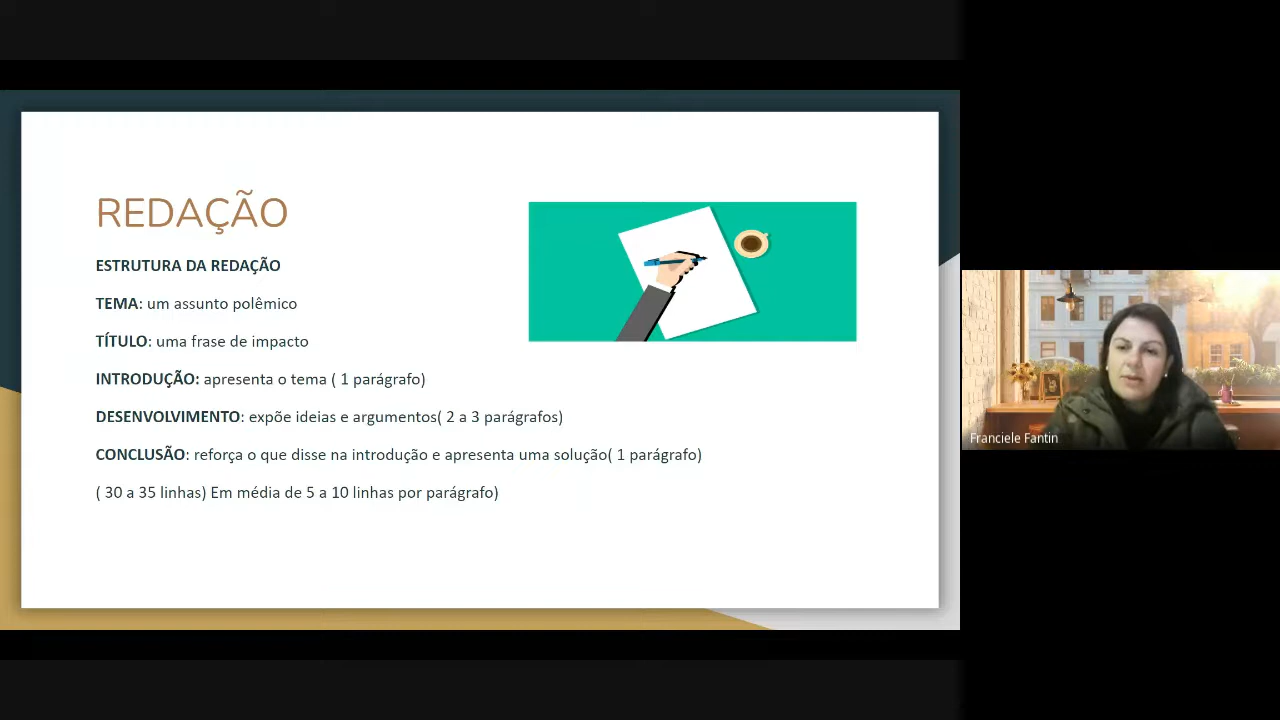 REDAÇÃO
ESTRUTURA DA REDAÇÃO
TEMA: um assunto polêmico
TÍTULO: uma frase de impacto
INTRODUÇÃO: apresenta o tema ( 1 parágrafo)
DESENVOLVIMENTO: expõe ideias e argumentos( 2 a 3 parágrafos)
CONCLUSÃO: reforça o que disse na introdução e apresenta uma solução( 1 parágrafo)
( 30 a 35 linhas) Em média de 5 a 10 linhas por parágrafo)
Franciele Fantin